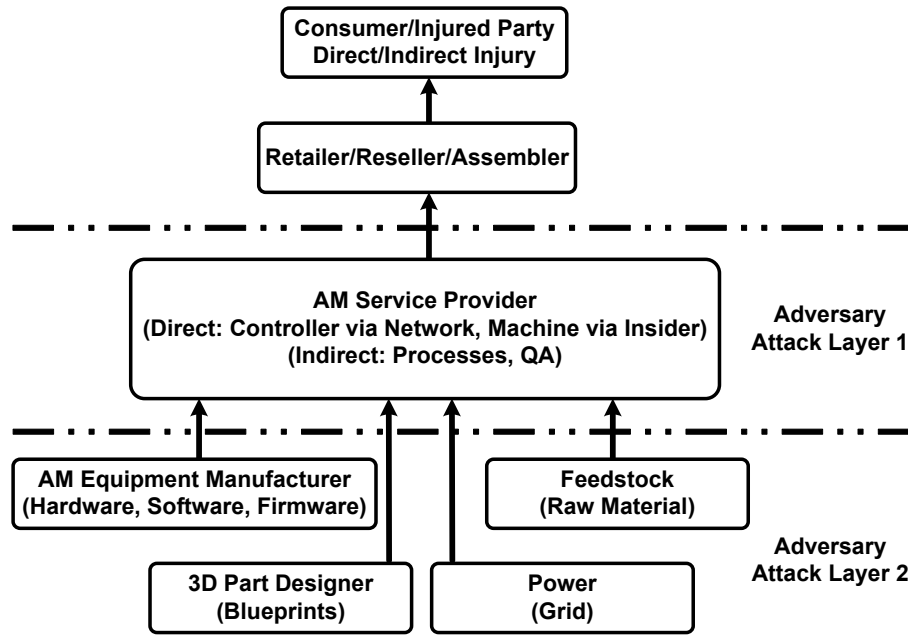 Consumer/Injured Party
Direct/Indirect Injury
Retailer/Reseller/Assembler
AM Service Provider
(Direct: Controller via Network, Machine via Insider)
(Indirect: Processes, QA)
Adversary
Attack Layer 1
AM Equipment Manufacturer
(Hardware, Software, Firmware)
Feedstock
(Raw Material)
3D Part Designer
(Blueprints)
Power
(Grid)
Adversary
Attack Layer 2